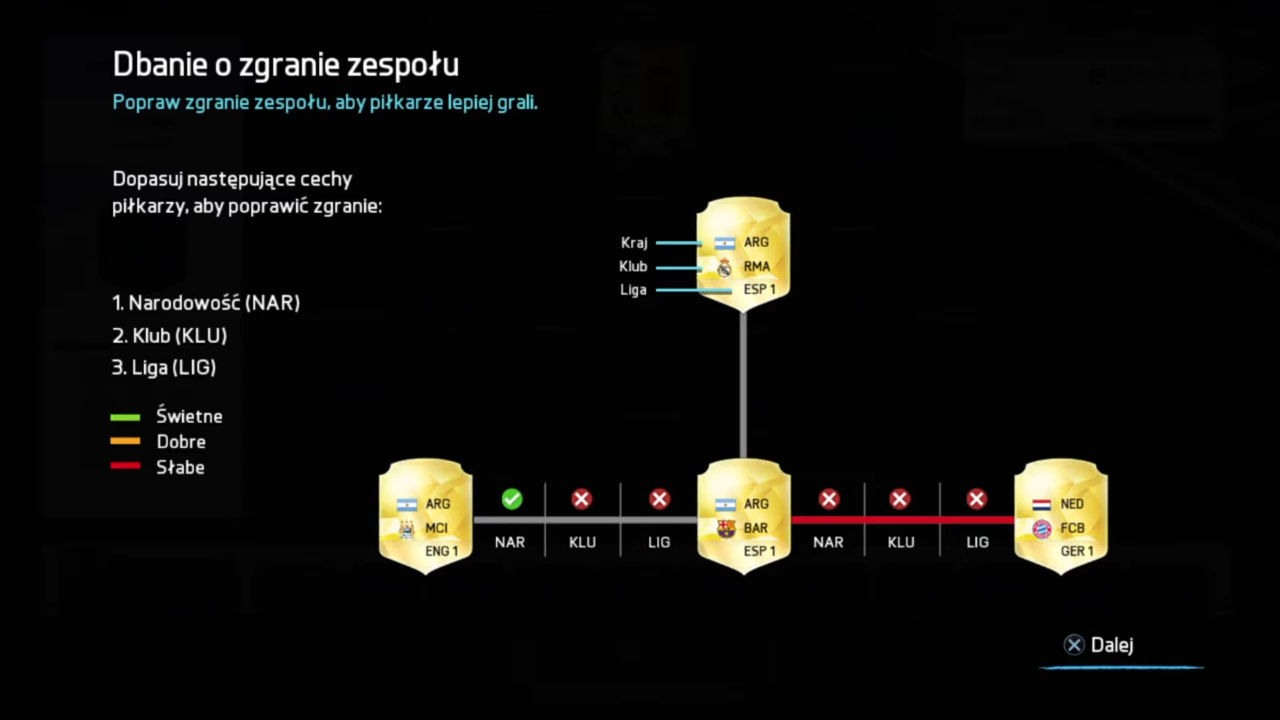 Dbanie o zgranie zespołu
Popraw zgranie zespołu, aby piłkarze lepiej grali.
Dopasuj następujące cechy
piłkarzy, aby poprawić zgranie:
1. Narodowość (NAR)
2. Klub (KLU)
3. Liga (LIG)
Świetne
Dobre
Słabe
Kraj ARG
Klub RMA
Liga ESP 1
ARG
MCI
ENG 1
NAR KLU LIG
ARG
BAR
ESP 1
NAR KLU LIG
NED
FCB
GER 1
Dalej